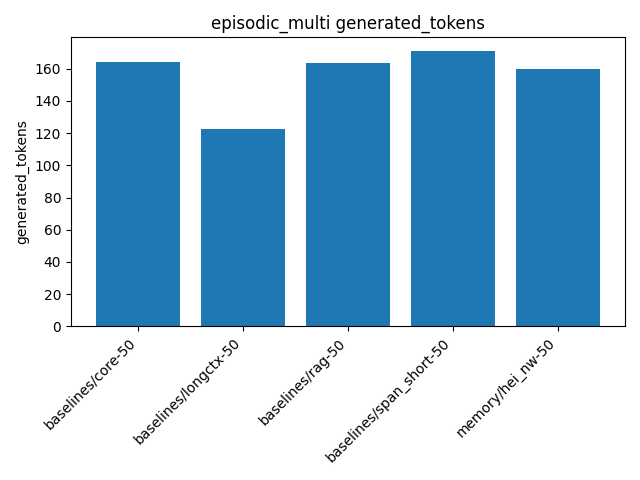 episodic_multi generated_tokens
generated_tokens
160
140
120
100
80
60
40
20
0
baselines/core-50
baselines/longctx-50
baselines/rag-50
baselines/span_short-50
memory/hei_nw-50